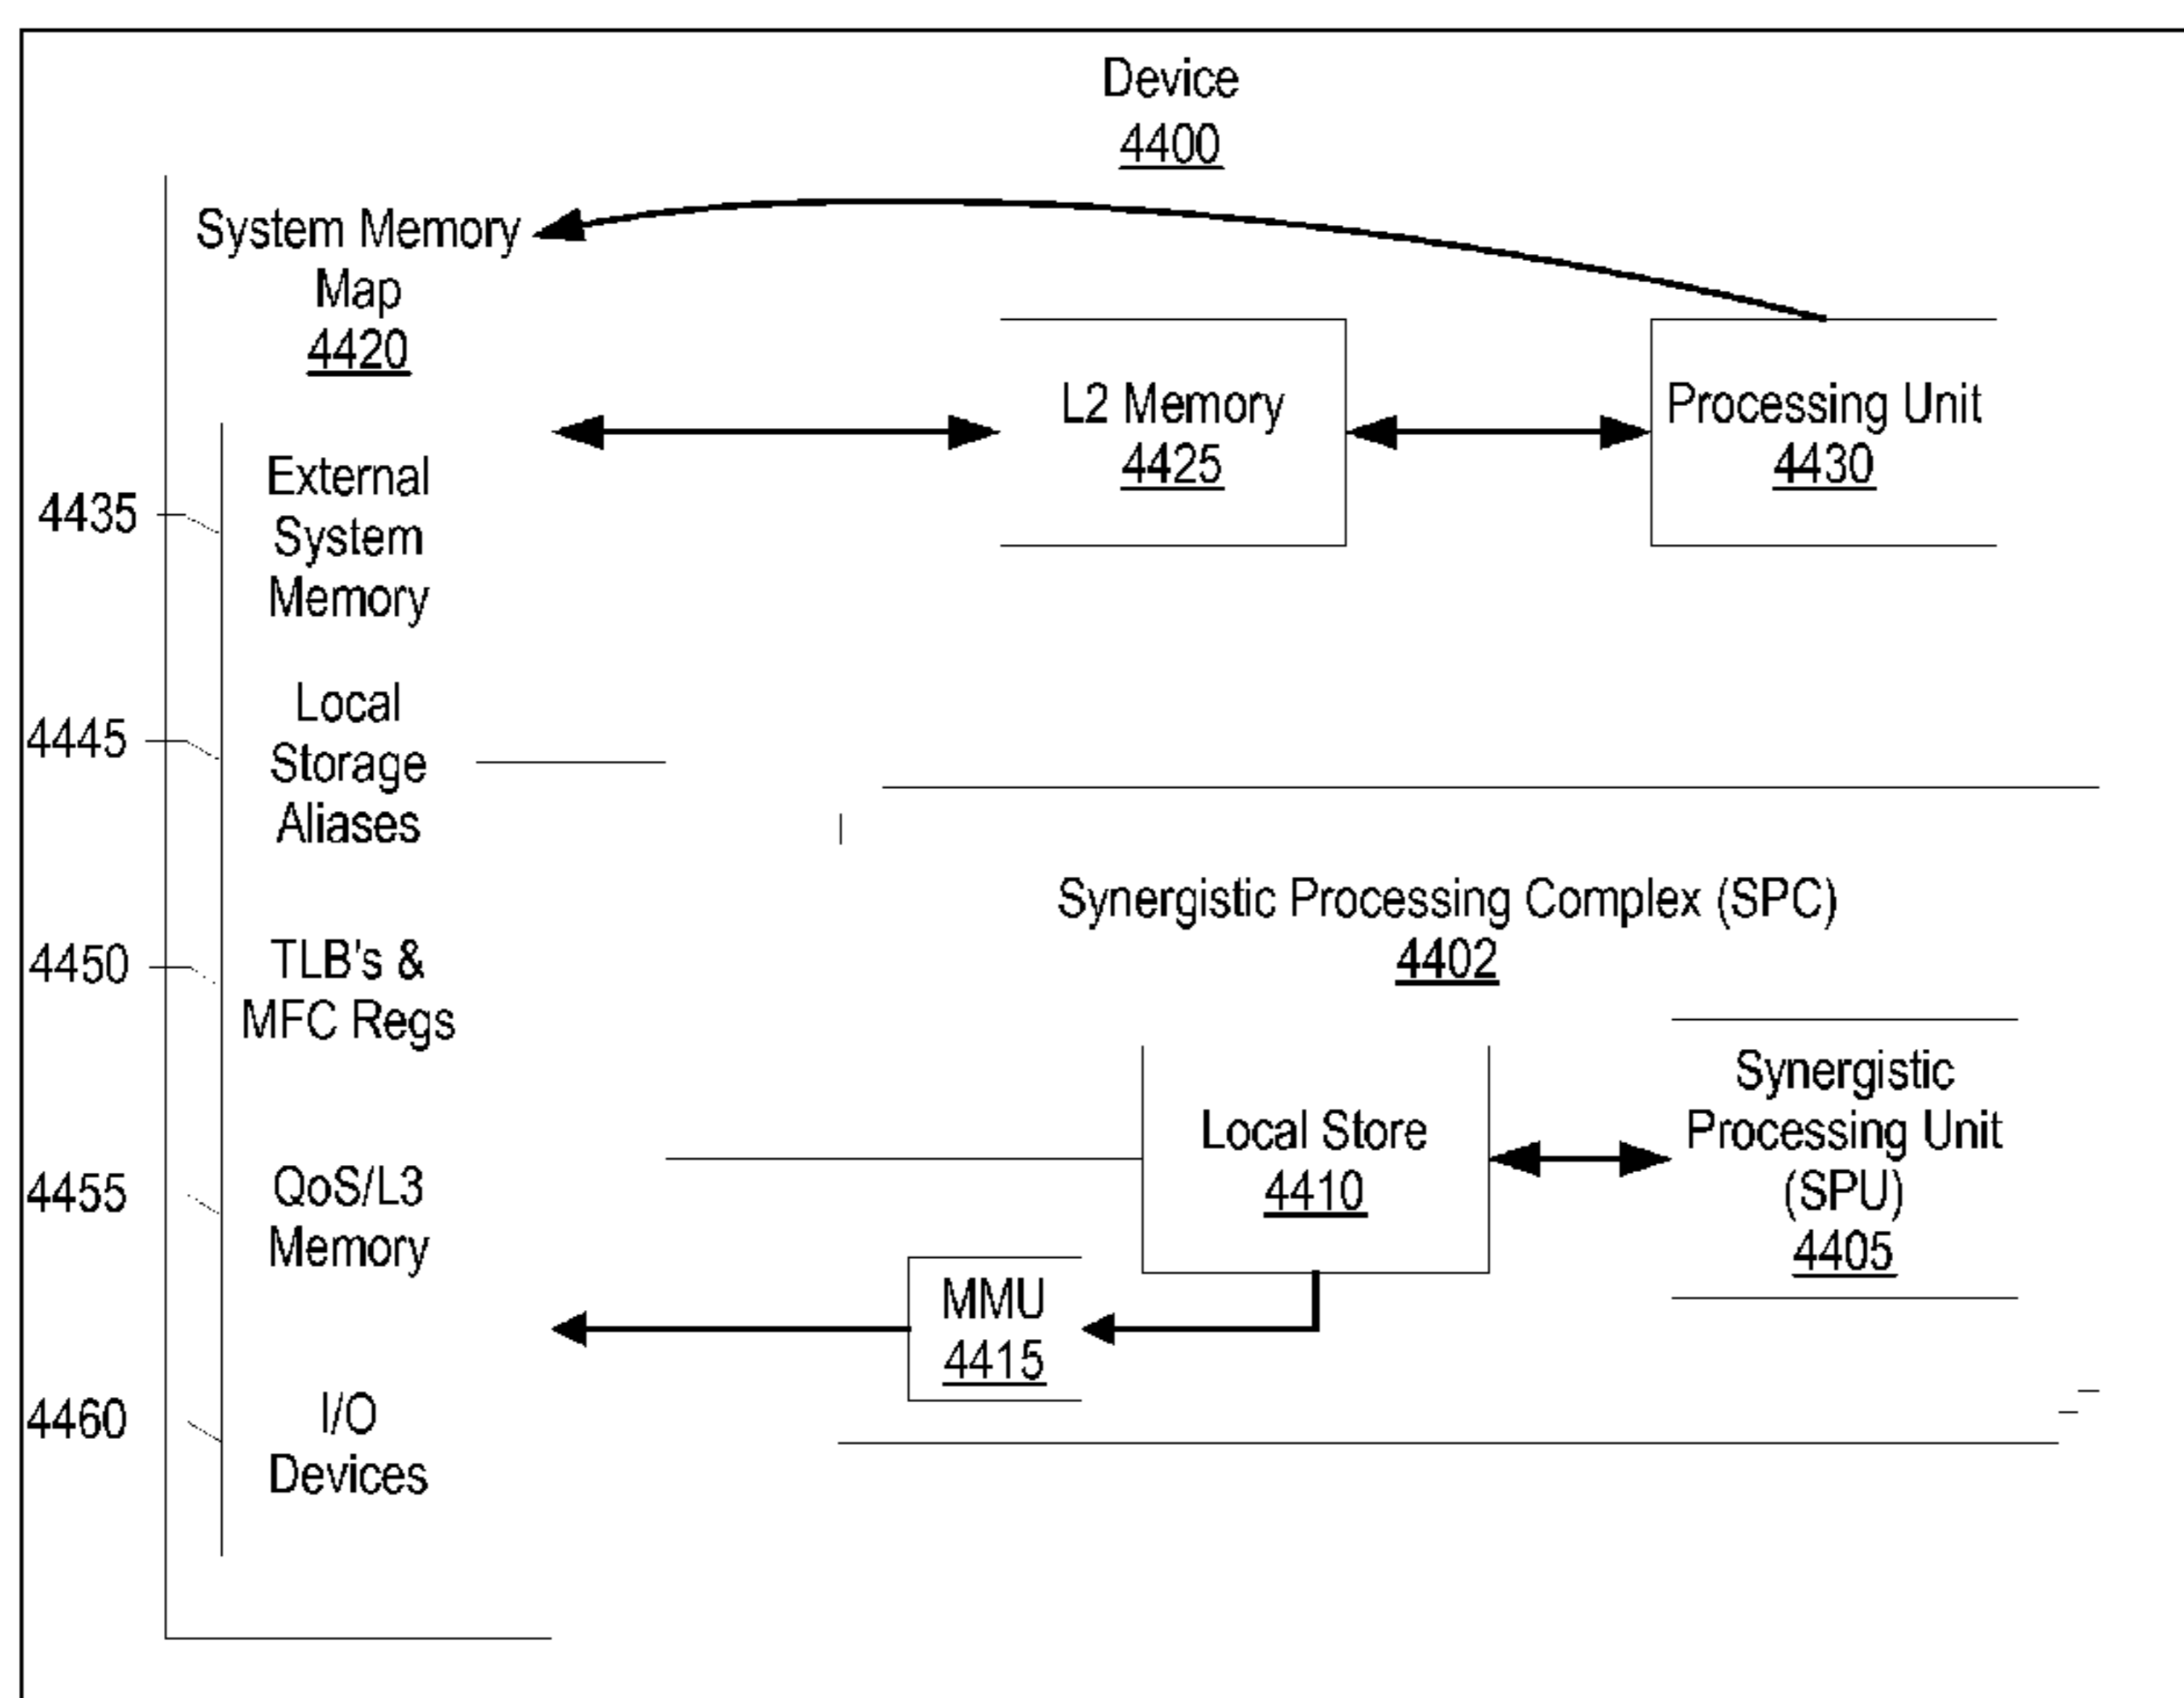 Device
4400
System Memory
Map
4420
L2 Memory
4425
Processing Unit
4430
4435
External
System
Memory
4445
Local
Storage
Aliases
Synergistic Processing Complex (SPC)
4402
4450
TLB's &
MFC Regs
Local Store
4410
Synergistic
Processing Unit
(SPU)
4405
4455
QoS/L3
Memory
MMU
4415
4460
I/O
Devices